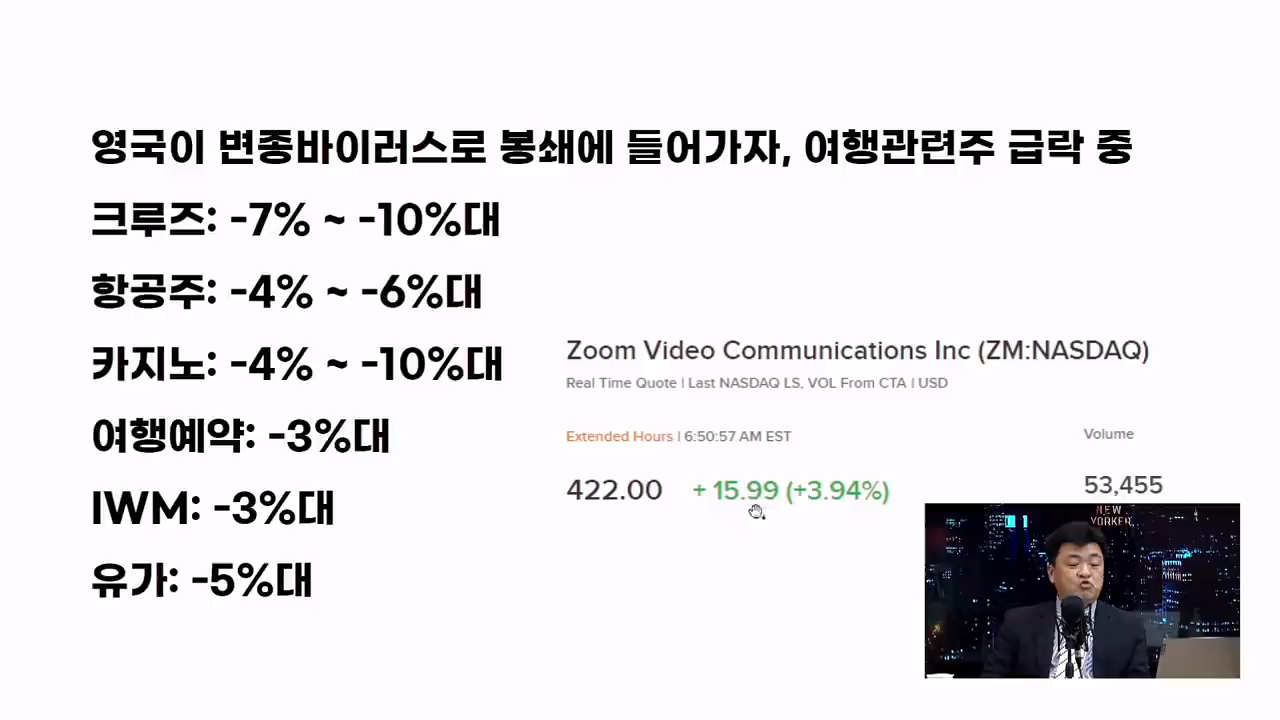 영국이 변종바이러스로 봉쇄에 들어가자, 여행관련주 급락 중
크루즈: -7% ~ -10%대
항공주: -4% ~ -6%대
카지노: -4% ~ -10%대
여행예약: -3%대
IWM: -3%대
유가: -5%대
Zoom Video Communications Inc (ZM:NASDAQ)
Real Time Quote | Last NASDAQ LS, VOL From CTA | USD
Extended Hours | 6:50:57 AM EST
Volume
422.00 + 15.99 (+3.94%)
53,455
NEW
YORKER